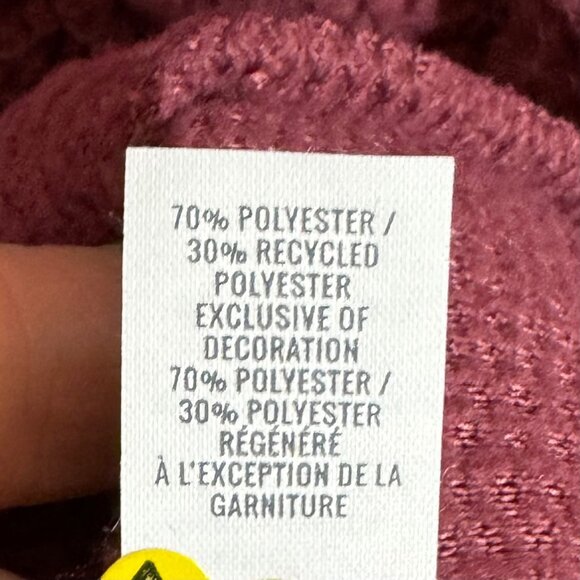 70% POLYESTER /
30% RECYCLED
POLYESTER
EXCLUSIVE OF
DECORATION
70% POLYESTER /
30% POLYESTER
RÉGÉNÉRÉ
À L'EXCEPTION DE LA
GARNITURE